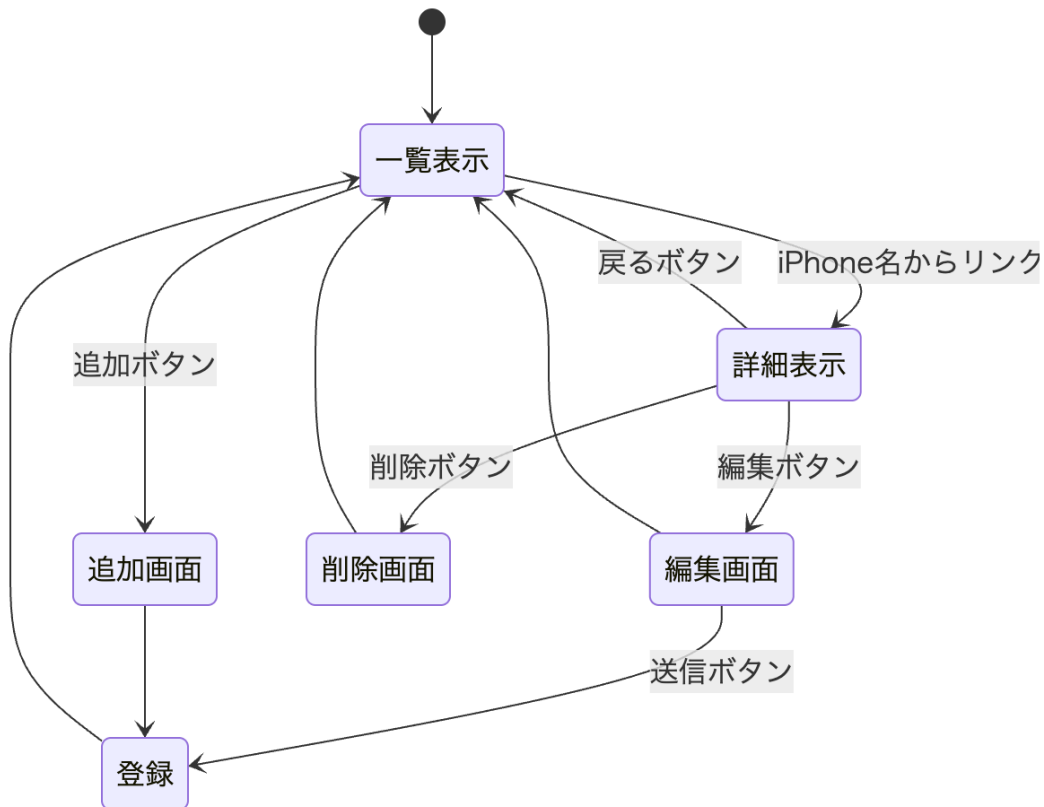 一覧表示
戻るボタン
iPhone名からリンク
追加ボタン
詳細表示
削除ボタン
編集ボタン
追加画面
削除画面
編集画面
送信ボタン
登録